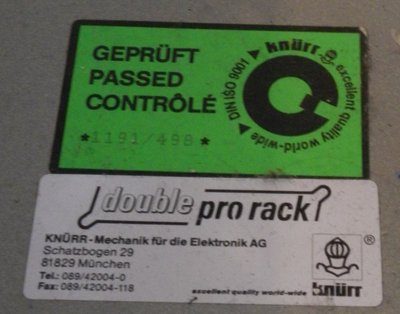 GEPRÜFT
PASSED
CONTRÔLÉ
*1191/498*
knürr excellent quality world-wide DIN ISO 9001
double pro rack
KNÜRR-Mechanik für die Elektronik AG
Schatzbogen 29
81829 München
Tel.: 089/42004-0
Fax: 089/42004-118
excellent quality world-wide knürr®